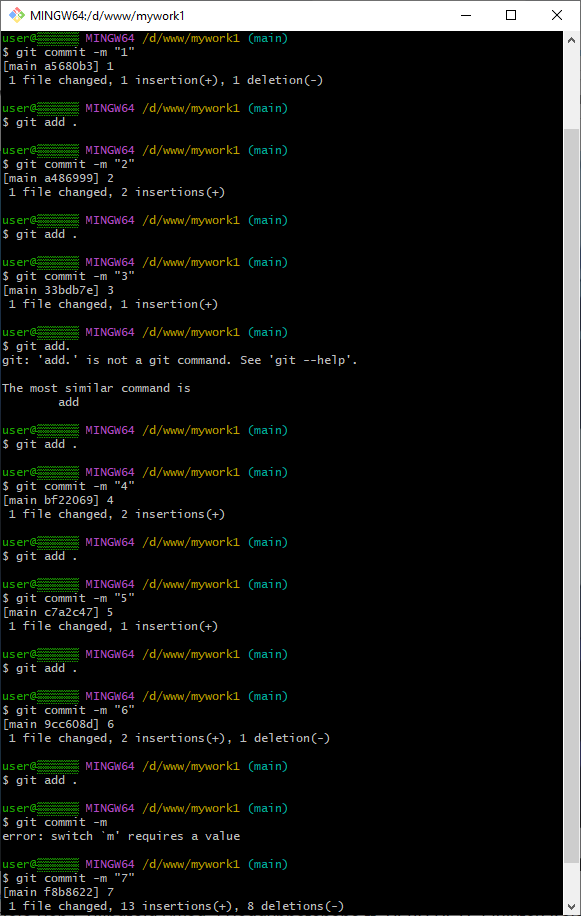 MINGW64:/d/www/mywork1
user@▒▒▒▒▒▒ MINGW64 /d/www/mywork1 (main)
$ git commit -m "1"
[main a5680b3] 1
 1 file changed, 1 insertion(+), 1 deletion(-)

user@▒▒▒▒▒▒ MINGW64 /d/www/mywork1 (main)
$ git add .

user@▒▒▒▒▒▒ MINGW64 /d/www/mywork1 (main)
$ git commit -m "2"
[main a486999] 2
 1 file changed, 2 insertions(+)

user@▒▒▒▒▒▒ MINGW64 /d/www/mywork1 (main)
$ git add .

user@▒▒▒▒▒▒ MINGW64 /d/www/mywork1 (main)
$ git commit -m "3"
[main 33bdb7e] 3
 1 file changed, 1 insertion(+)

user@▒▒▒▒▒▒ MINGW64 /d/www/mywork1 (main)
$ git add.
git: 'add.' is not a git command. See 'git --help'.

The most similar command is
        add

user@▒▒▒▒▒▒ MINGW64 /d/www/mywork1 (main)
$ git add .

user@▒▒▒▒▒▒ MINGW64 /d/www/mywork1 (main)
$ git commit -m "4"
[main bf22069] 4
 1 file changed, 2 insertions(+)

user@▒▒▒▒▒▒ MINGW64 /d/www/mywork1 (main)
$ git add .

user@▒▒▒▒▒▒ MINGW64 /d/www/mywork1 (main)
$ git commit -m "5"
[main c7a2c47] 5
 1 file changed, 1 insertion(+)

user@▒▒▒▒▒▒ MINGW64 /d/www/mywork1 (main)
$ git add .

user@▒▒▒▒▒▒ MINGW64 /d/www/mywork1 (main)
$ git commit -m "6"
[main 9cc608d] 6
 1 file changed, 2 insertions(+), 1 deletion(-)

user@▒▒▒▒▒▒ MINGW64 /d/www/mywork1 (main)
$ git add .

user@▒▒▒▒▒▒ MINGW64 /d/www/mywork1 (main)
$ git commit -m
error: switch `m' requires a value

user@▒▒▒▒▒▒ MINGW64 /d/www/mywork1 (main)
$ git commit -m "7"
[main f8b8622] 7
 1 file changed, 13 insertions(+), 8 deletions(-)